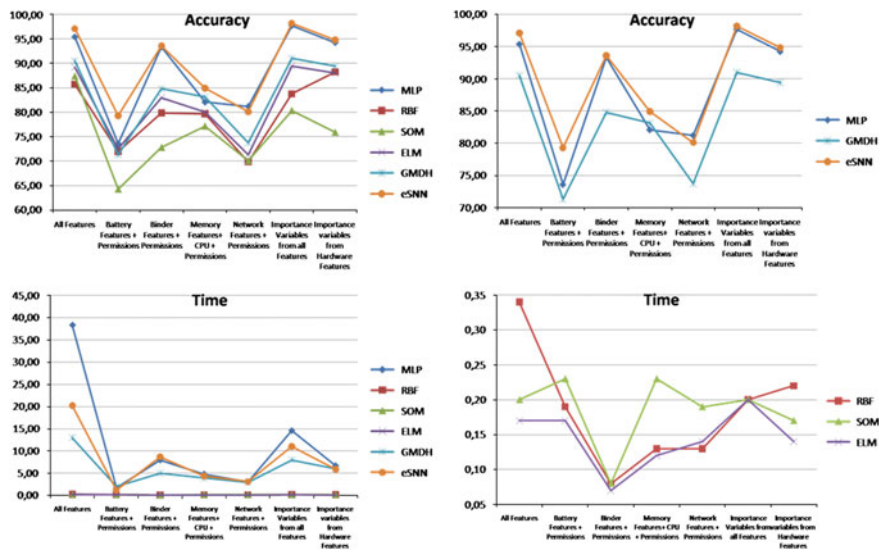 Accuracy
100,00
95,00
90,00
85,00
80,00
75,00
70,00
65,00
60,00
All Features
Battery Features + Permissions
Binder Features + Permissions
Memory Features+ CPU + Permissions
Network Features + Permissions
Importance Variables from all Features
Importance variables from Hardware Features
MLP
RBF
SOM
ELM
GMDH
eSNN
Accuracy
100,00
95,00
90,00
85,00
80,00
75,00
70,00
All Features
Battery Features + Permissions
Binder Features + Permissions
Memory Features+ CPU + Permissions
Network Features + Permissions
Importance Variables from all Features
Importance variables from Hardware Features
MLP
GMDH
eSNN
Time
45,00
40,00
35,00
30,00
25,00
20,00
15,00
10,00
5,00
0,00
All Features
Battery Features + Permissions
Binder Features + Permissions
Memory Features+ CPU + Permissions
Network Features + Permissions
Importance Variables from all Features
Importance variables from Hardware Features
MLP
RBF
SOM
ELM
GMDH
eSNN
Time
0,35
0,30
0,25
0,20
0,15
0,10
0,05
All Features
Battery Features + Permissions
Binder Features + Permissions
Memory Features+ CPU + Permissions
Network Features + Permissions
Importance Variables from all Features
Importance variables from Hardware Features
RBF
SOM
ELM